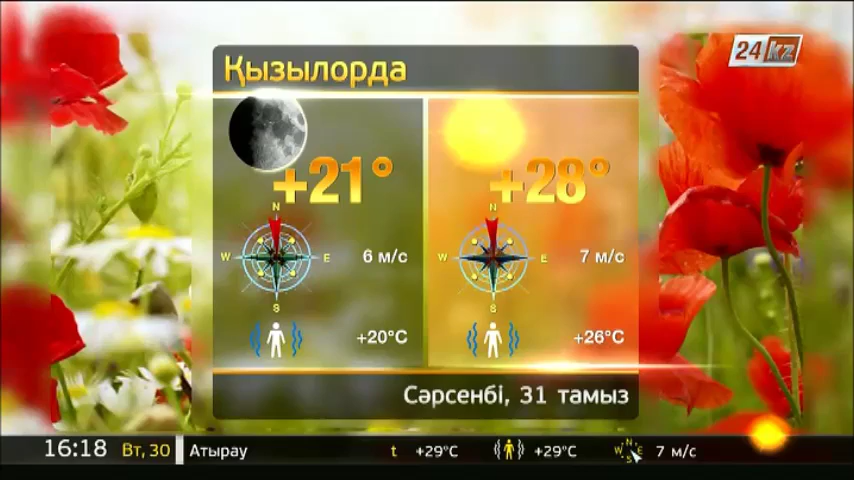 24kz
Қызылорда
+21° +28°
N N
W E W E
6 м/с 7 м/с
S S
+20°C +26°C
Сәрсенбі, 31 тамыз
16:18 Вт, 30 Атырау t +29°C +29°C N W E S 7 м/с